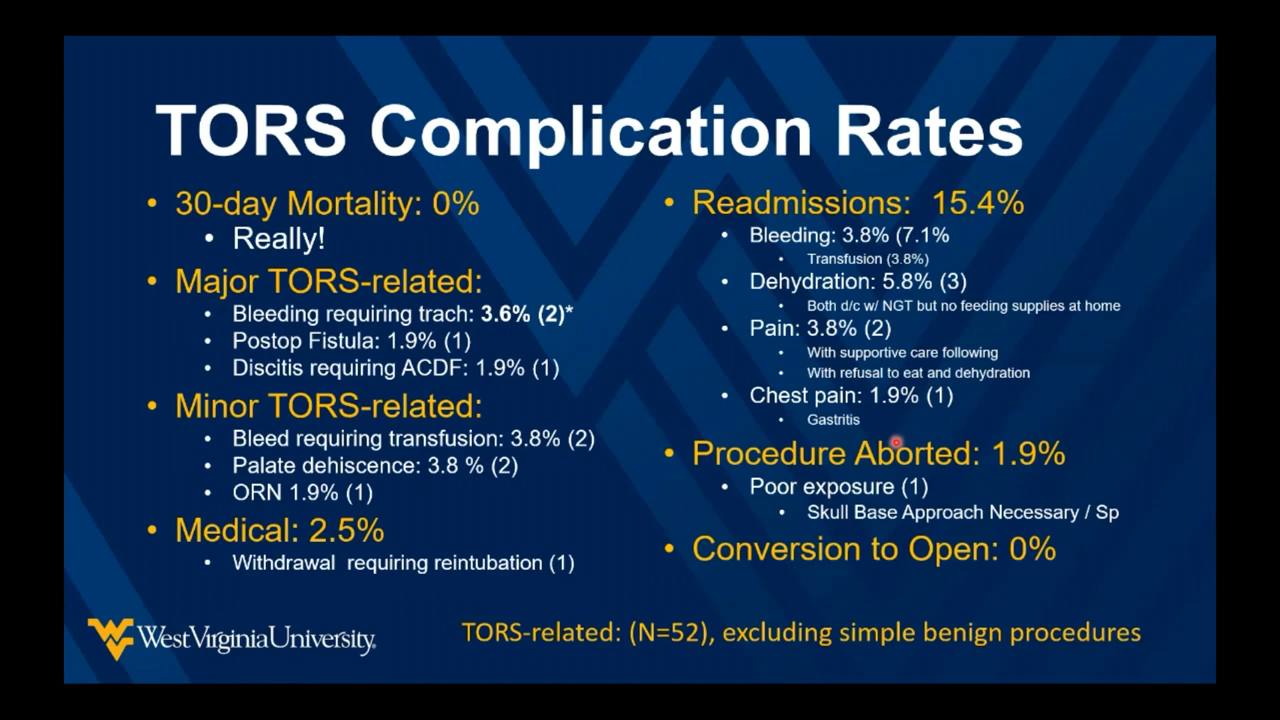 TORS Complication Rates
• 30-day Mortality: 0%
• Really!
• Major TORS-related:
• Bleeding requiring trach: 3.6% (2)*
• Postop Fistula: 1.9% (1)
• Discitis requiring ACDF: 1.9% (1)
• Minor TORS-related:
• Bleed requiring transfusion: 3.8% (2)
• Palate dehiscence: 3.8 % (2)
• ORN 1.9% (1)
• Medical: 2.5%
• Withdrawal requiring reintubation (1)
• Readmissions: 15.4%
• Bleeding: 3.8% (7.1%
• Transfusion (3.8%)
• Dehydration: 5.8% (3)
• Both d/c w/ NGT but no feeding supplies at home
• Pain: 3.8% (2)
• With supportive care following
• With refusal to eat and dehydration
• Chest pain: 1.9% (1)
• Gastritis
• Procedure Aborted: 1.9%
• Poor exposure (1)
• Skull Base Approach Necessary / Sp
• Conversion to Open: 0%
WestVirginiaUniversity.
TORS-related: (N=52), excluding simple benign procedures